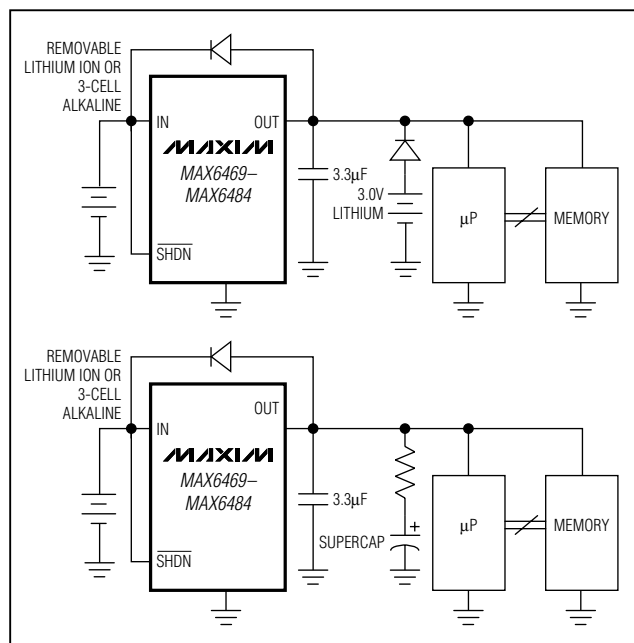 REMOVABLE
LITHIUM ION OR
3-CELL
ALKALINE
IN
OUT
MAXIM
MAX6469–
MAX6484
SHDN
3.3μF
3.0V
LITHIUM
μP
MEMORY
REMOVABLE
LITHIUM ION OR
3-CELL
ALKALINE
OUT
IN
MAXIM
MAX6469–
MAX6484
SHDN
3.3μF
+
SUPERCAP
μP
MEMORY